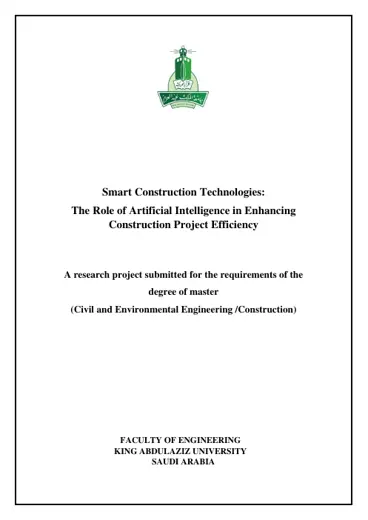 Smart Construction Technologies:
The Role of Artificial Intelligence in Enhancing
Construction Project Efficiency
A research project submitted for the requirements of the
degree of master
(Civil and Environmental Engineering /Construction)
FACULTY OF ENGINEERING
KING ABDULAZIZ UNIVERSITY
SAUDI ARABIA